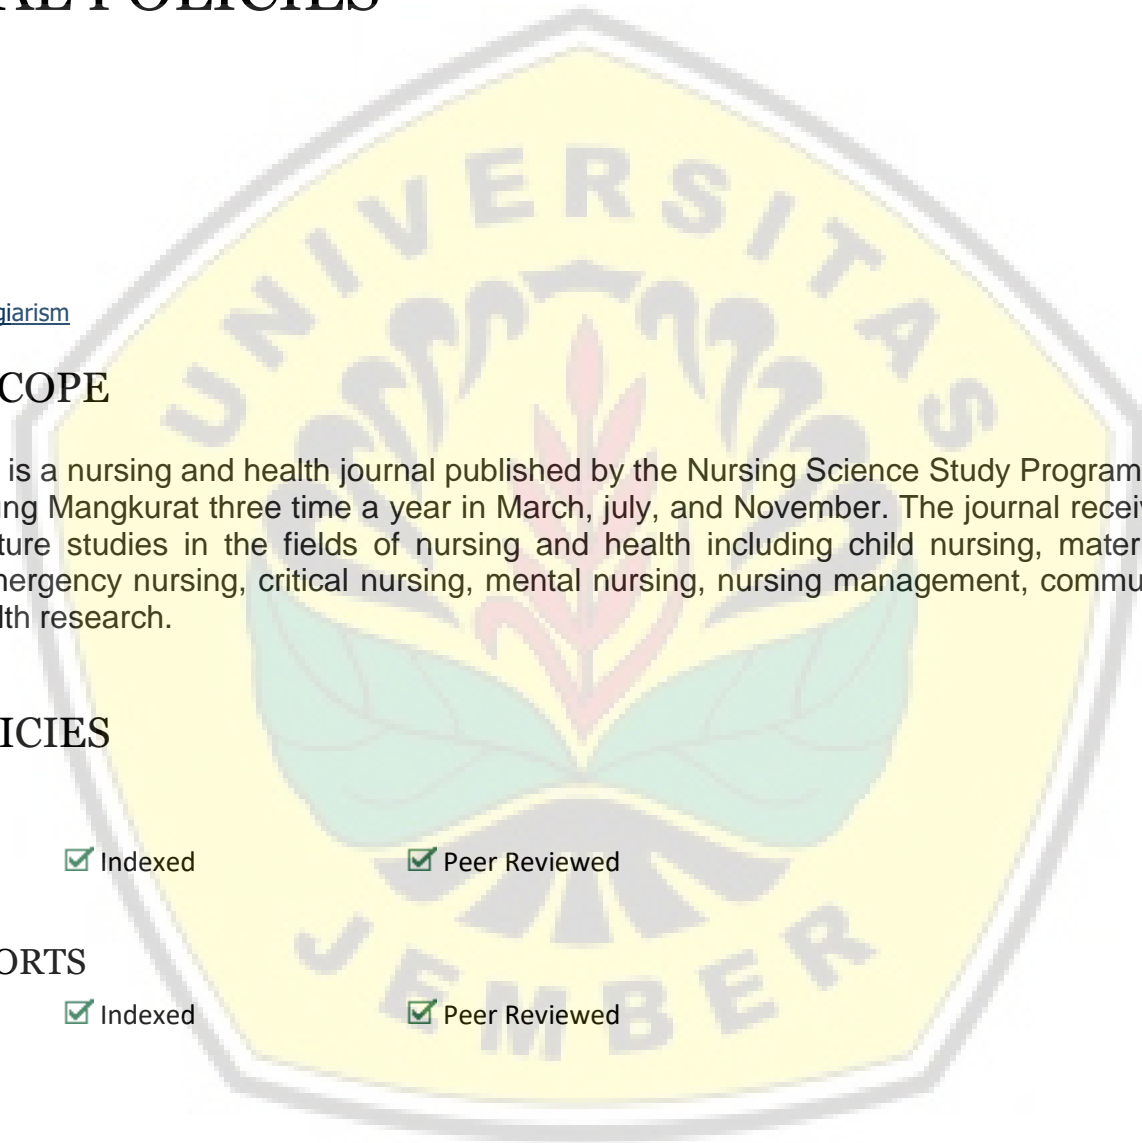 AL POLICIES
giarism
COPE
is a nursing and health journal published by the Nursing Science Study Program
ung Mangkurat three time a year in March, july, and November. The journal receiv
ture studies in the fields of nursing and health including child nursing, mater
mergency nursing, critical nursing, mental nursing, nursing management, commu
lth research.
ICIES
Indexed Peer Reviewed
ORTS
Indexed Peer Reviewed
UNIVERSITAS
JEMBER